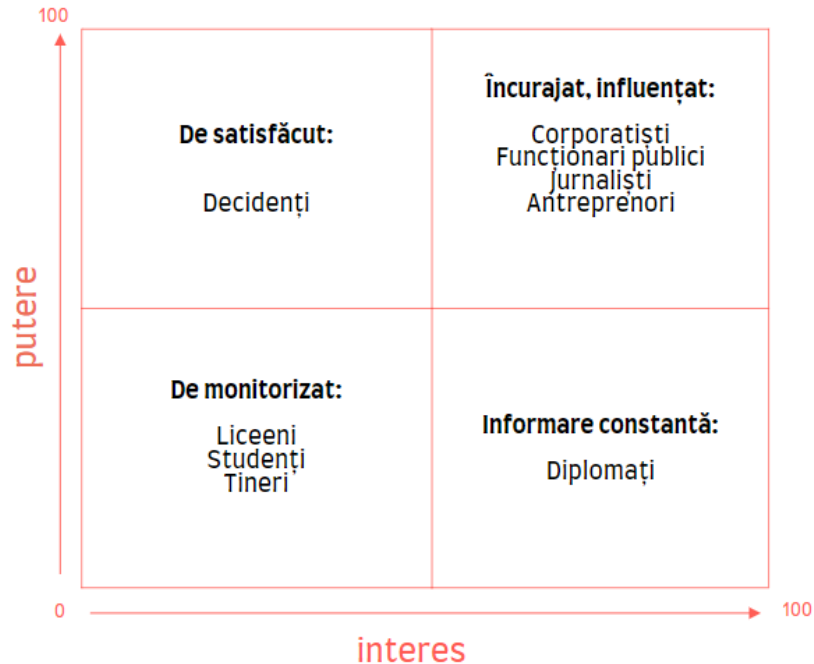 100
De satisfăcut:
Decidenți
Încurajat, influențat:
Corporatiști
Funcționari publici
Jurnaliști
Antreprenori
putere
De monitorizat:
Liceeni
Studenți
Tineri
Informare constantă:
Diplomați
0
100
interes